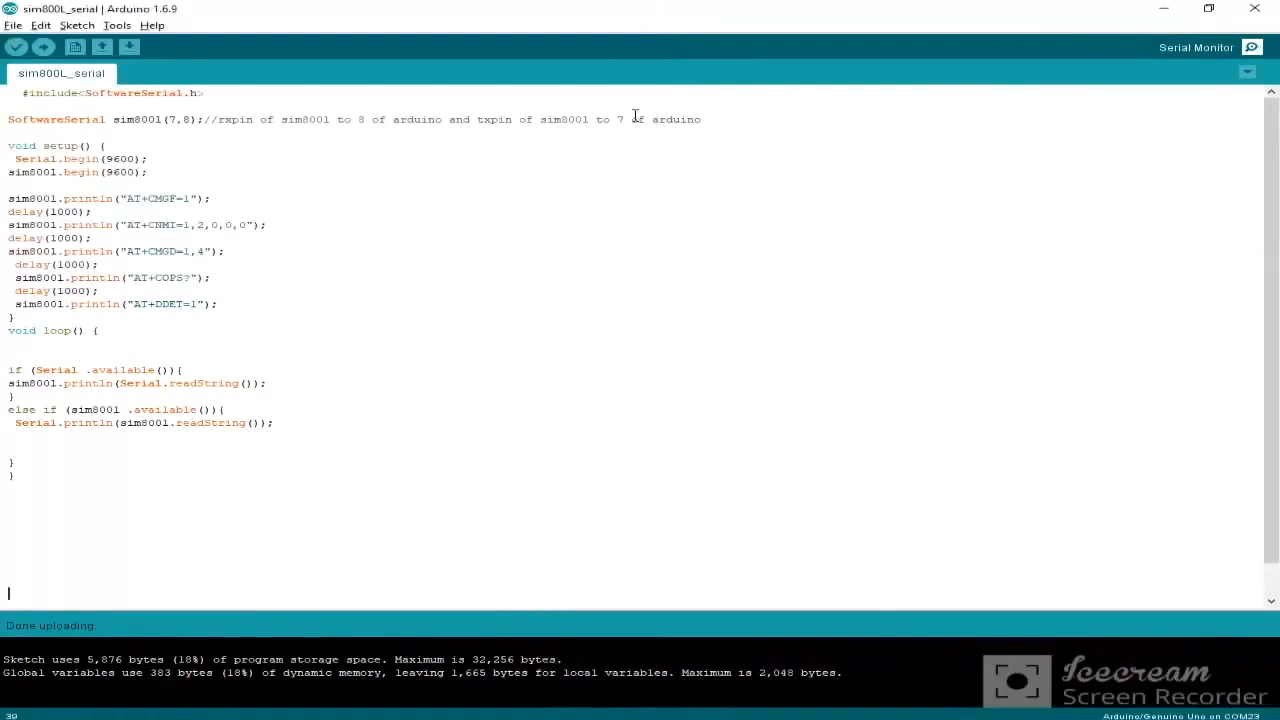 sim800L_serial | Arduino 1.6.9
File Edit Sketch Tools Help
Serial Monitor
sim800L_serial
#include<SoftwareSerial.h>
SoftwareSerial sim800l(7,8);//rxpin of sim800l to 8 of arduino and txpin of sim800l to 7 of arduino
void setup() {
Serial.begin(9600);
sim800l.begin(9600);
sim800l.println("AT+CMGF=1");
delay(1000);
sim800l.println("AT+CNMI=1,2,0,0,0");
delay(1000);
sim800l.println("AT+CMGD=1,4");
delay(1000);
sim800l.println("AT+COPS?");
delay(1000);
sim800l.println("AT+DDET=1");
}
void loop() {
if (Serial .available()){
sim800l.println(Serial.readString());
}
else if (sim800l .available()){
Serial.println(sim800l.readString());
}
}
Done uploading.
Sketch uses 5,876 bytes (18%) of program storage space. Maximum is 32,256 bytes.
Global variables use 383 bytes (18%) of dynamic memory, leaving 1,665 bytes for local variables. Maximum is 2,048 bytes.
Icecream
Screen Recorder
39
Arduino/Genuino Uno on COM23